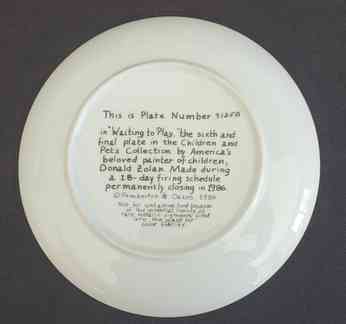 This is Plate Number
in "Waiting to Play," the sixth and
final plate in the Children and
Pets Collection by America's
beloved painter of children,
Donald Zolan. Made during
a 18-day firing schedule
permanently closing in 1986.
© Pemberton & Oakes, 1986
Not for